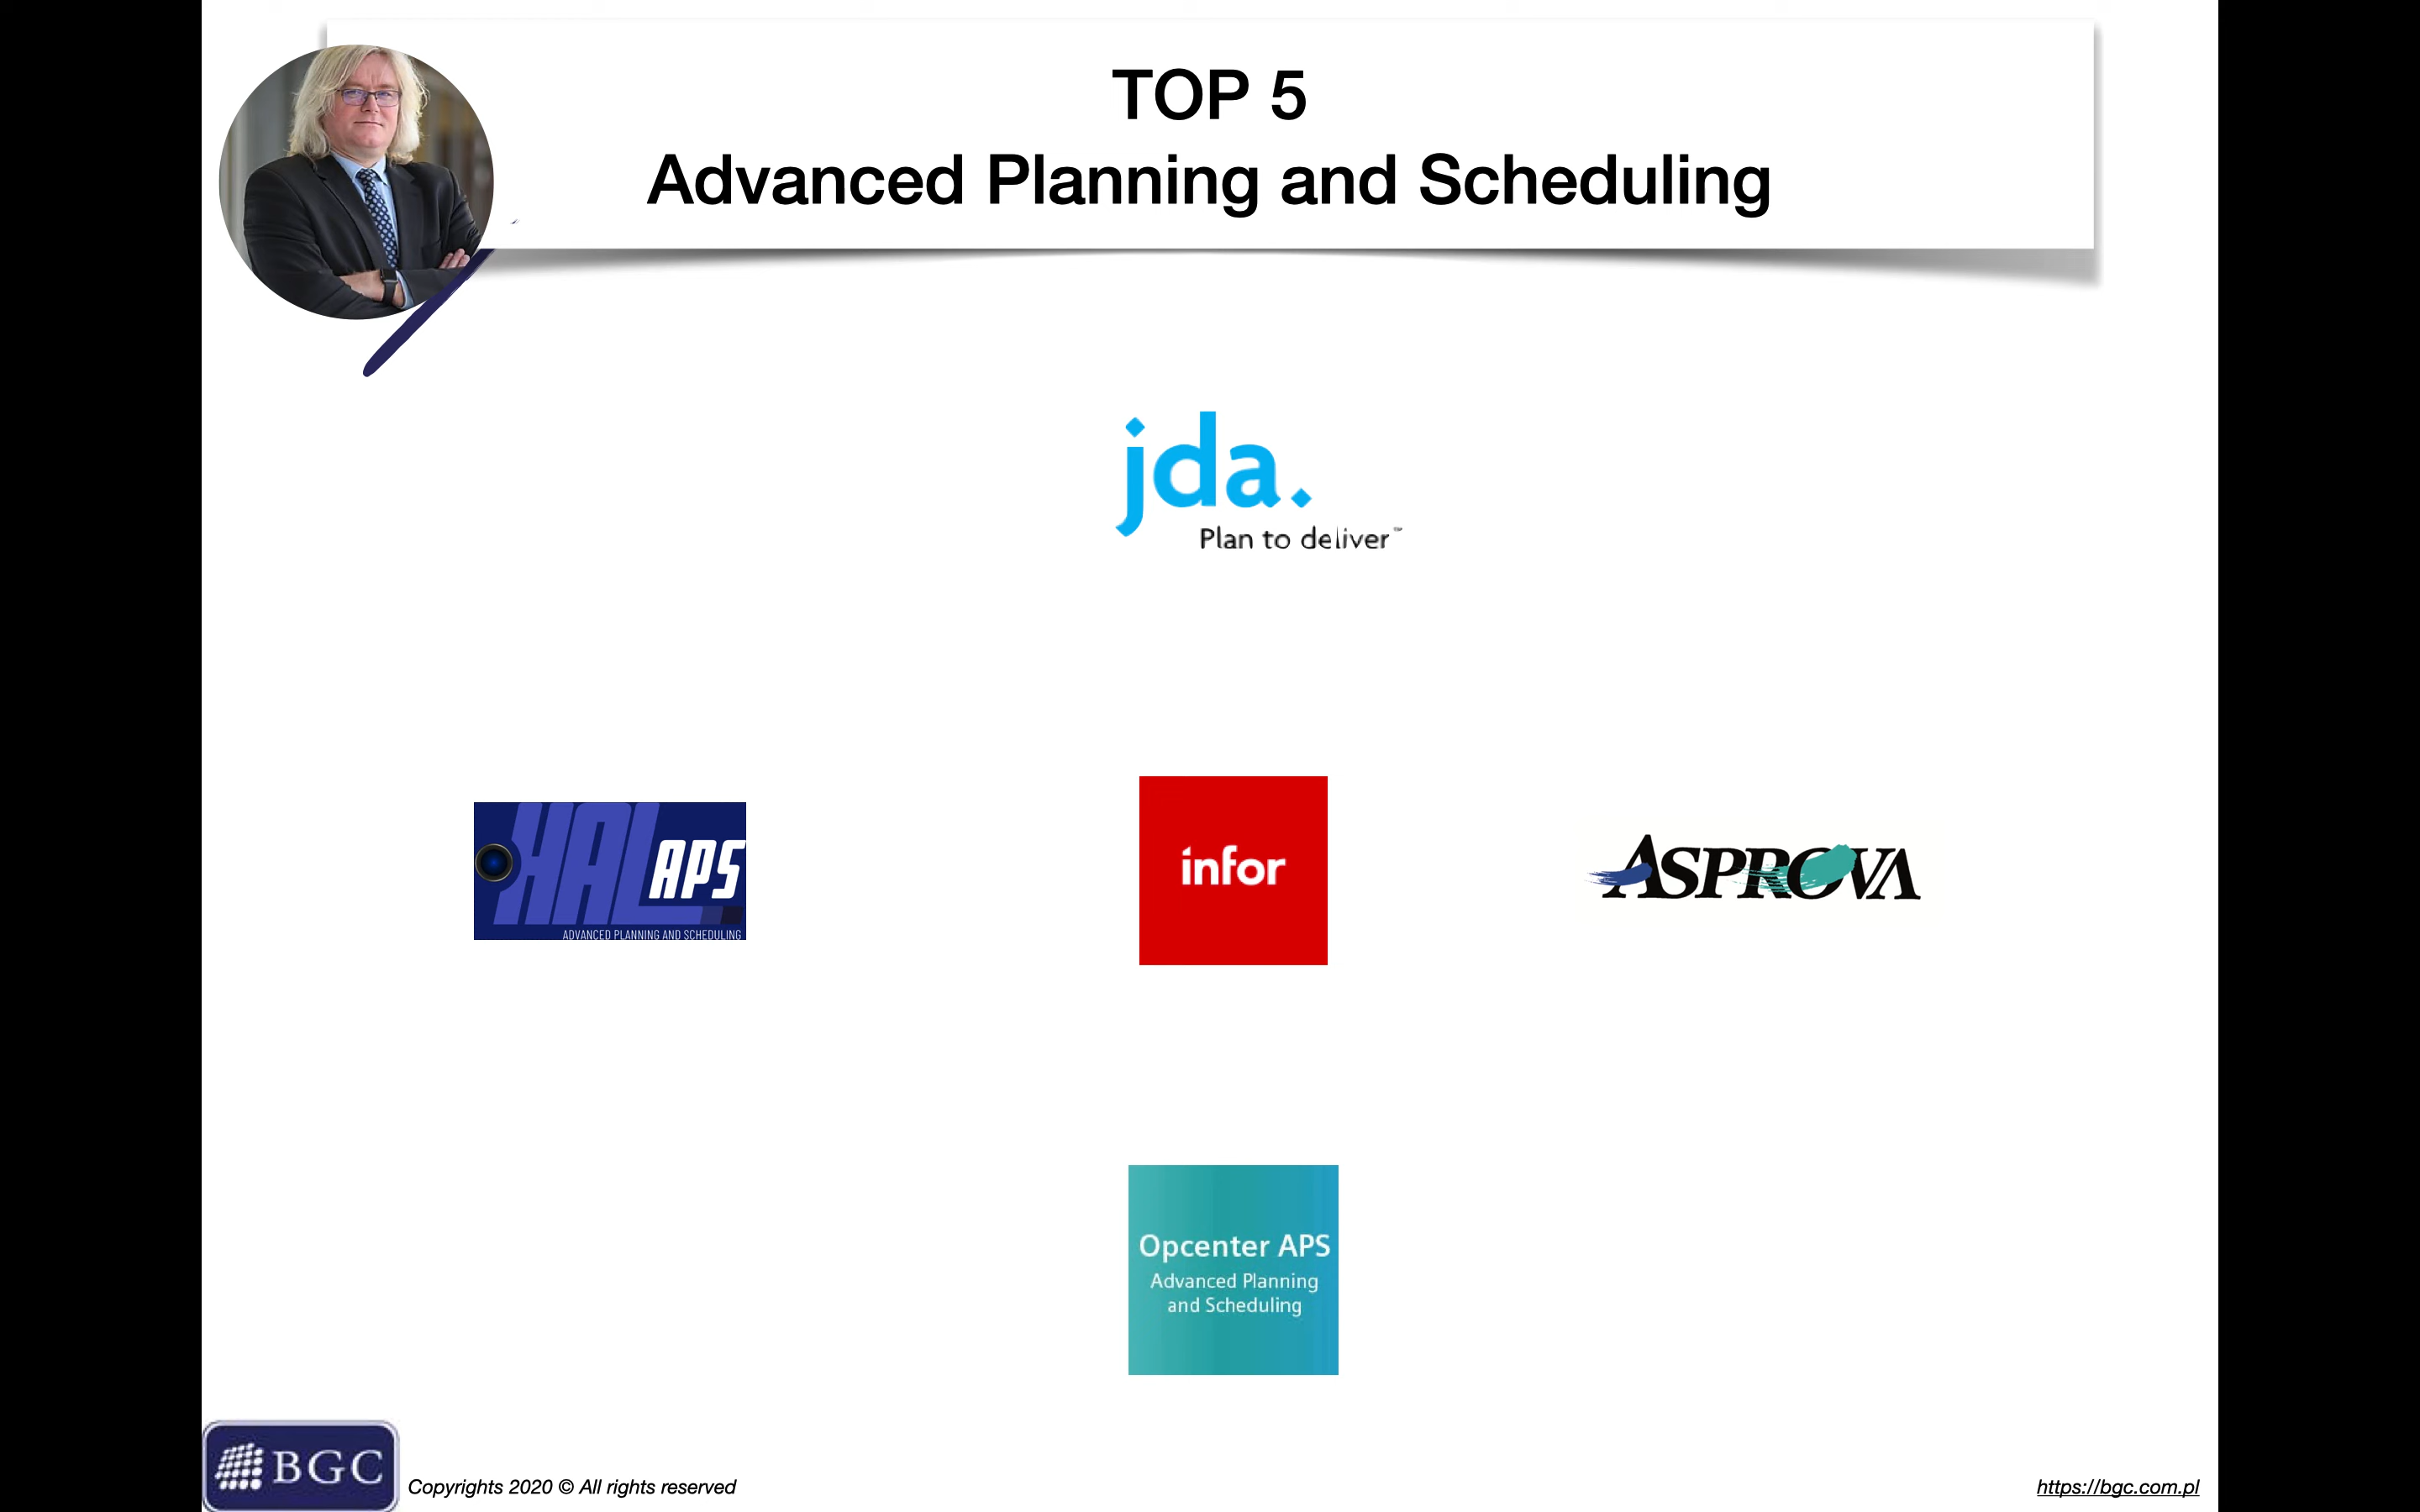 TOP 5
Advanced Planning and Scheduling
jda.
Plan to deliver™
HAL APS
ADVANCED PLANNING AND SCHEDULING
infor
ASPROVA
Opcenter APS
Advanced Planning
and Scheduling
BGC
Copyrights 2020 © All rights reserved
https://bgc.com.pl